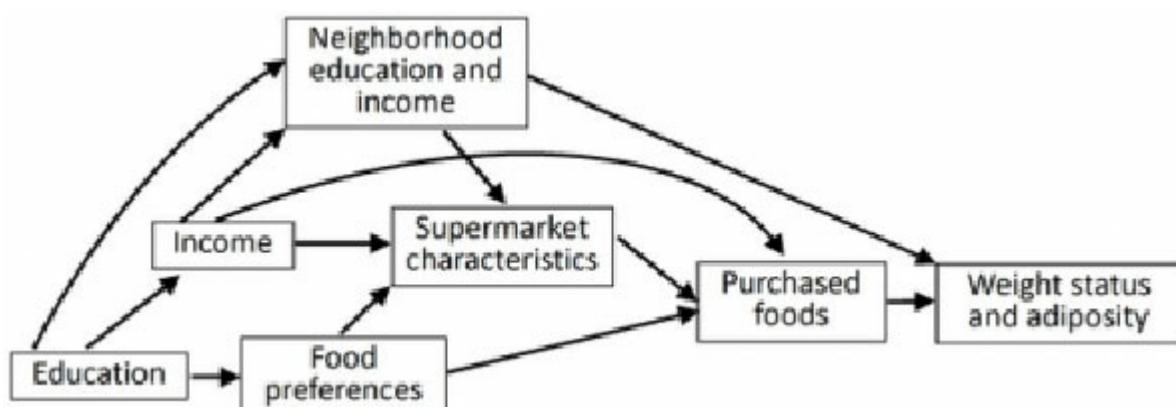 Neighborhood
education and
income
Income
Supermarket
characteristics
Purchased
foods
Weight status
and adiposity
Education
Food
preferences